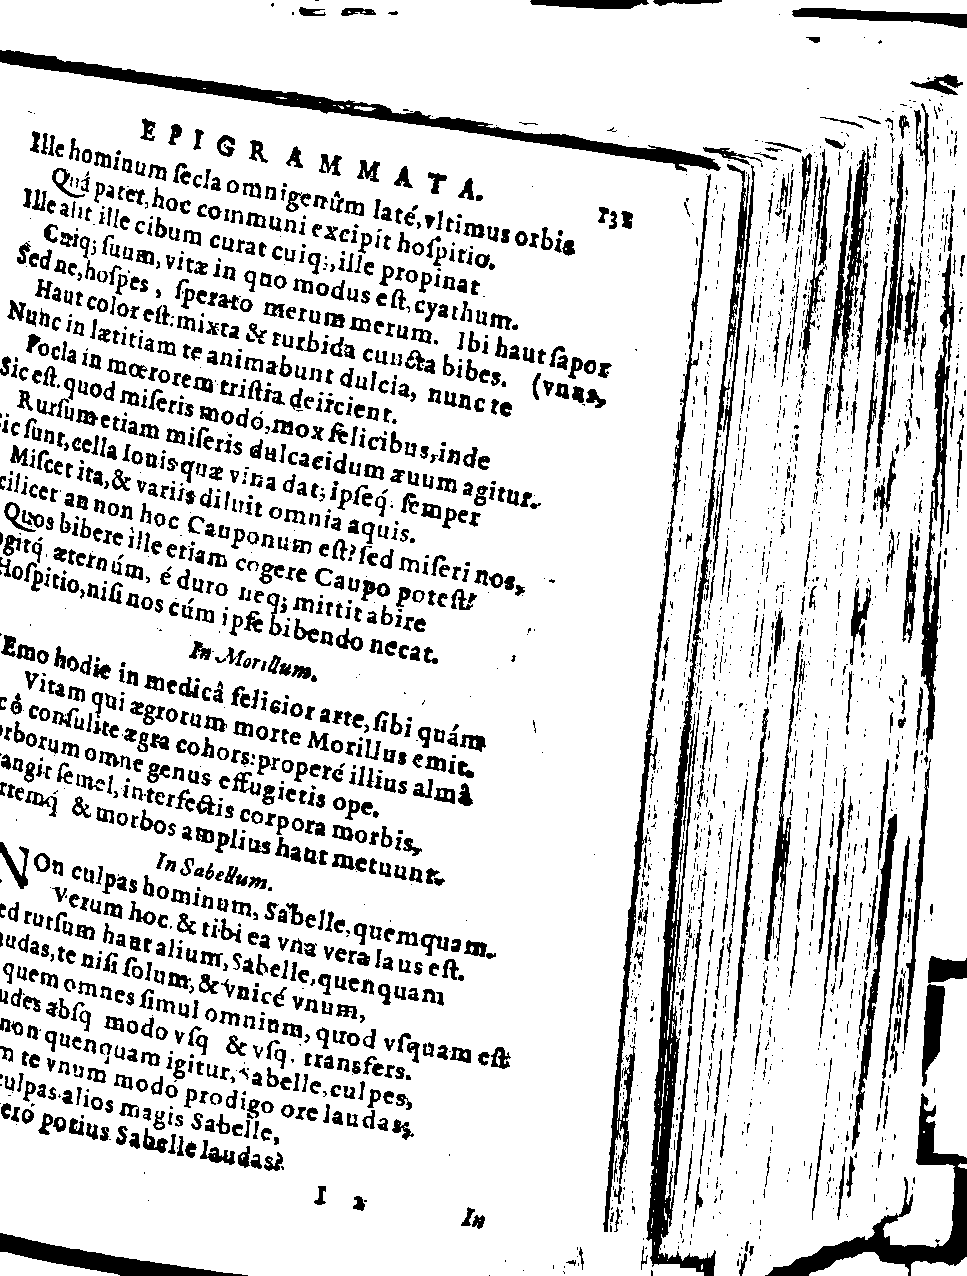 EPIGRAMMATA.
Ille hominum ſecla omnigenûm laté, vltimus orbis
Quá patet, hoc communi excipit hoſpitio.
Ille alit ille cibum curat cuiq;, ille propinat
Cuiq; ſuum, vitæ in quo modus eſt, cyathum.
Sed ne, hoſpes, ſperato merum merum. Ibi haut ſapor
Haut color eſt: mixta & turbida cuncta bibes. (vnus,
Nunc in lætitiam te animabunt dulcia, nunc te
Pocla in mœrorem triſtia deiicient.
Sic eſt. quod miſeris modó, mox felicibus, inde
Rurſum etiam miſeris dulcacidum æuum agitur.
ic ſunt, cella Iouis quæ vina dat; ipſeq́. ſemper
Miſcet ita, & variis diluit omnia aquis.
cilicet an non hoc Cauponum eſt? ſed miſeri nos,
Quos bibere ille etiam cogere Caupo poteſt!
ogitq́. æternúm, é duro neq; mittit abire
Hoſpitio, niſi nos cúm ipſe bibendo necat.
In Morillum.
Emo hodie in medicâ felicior arte, ſibi quám
Vitam qui ægrorum morte Morillus emit.
cô conſulite ægra cohors: properé illius almâ
orborum omne genus effugietis ope.
angit ſemel, interfectis corpora morbis,
rtemq́ & morbos amplius haut metuunt.
In Sabellum.
NOn culpas hominum, Sabelle, quemquam.
Verum hoc. & tibi ea vna vera laus eſt.
ed rurſum haut alium, Sabelle, quenquam
audas, te niſi ſolum; & vnicé vnum,
quem omnes ſimul omnium, quod vſquam eſt
udes abſq modo vſq & vſq. transfers.
non quenquam igitur, Sabelle, culpes,
m te vnum modo prodigo ore laudas;
culpas alios magis Sabelle,
eró potius Sabelle laudas?
I 2
In